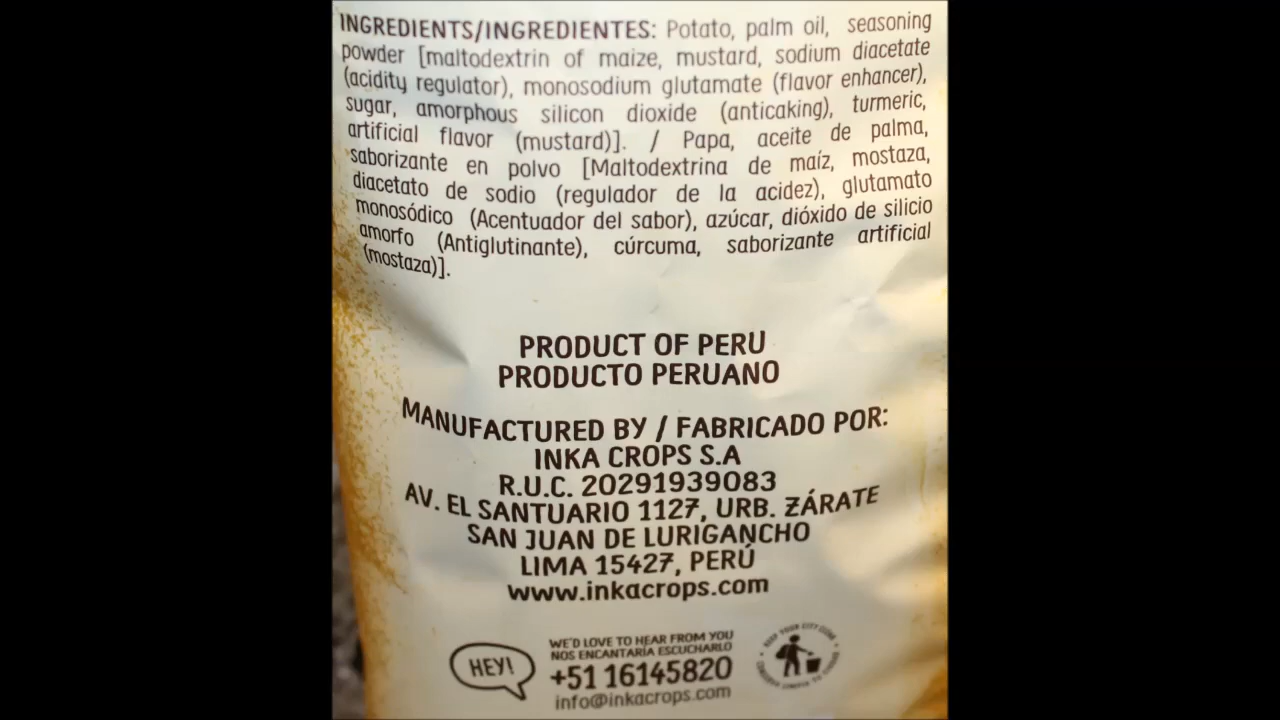 INGREDIENTS/INGREDIENTES: Potato, palm oil, seasoning
powder [maltodextrin of maize, mustard, sodium diacetate
(acidity regulator), monosodium glutamate (flavor enhancer),
sugar, amorphous silicon dioxide (anticaking), turmeric,
artificial flavor (mustard)]. / Papa, aceite de palma,
saborizante en polvo [Maltodextrina de maíz, mostaza,
diacetato de sodio (regulador de la acidez), glutamato
monosódico (Acentuador del sabor), azúcar, dióxido de silicio
amorfo (Antiglutinante), cúrcuma, saborizante artificial
(mostaza)].
PRODUCT OF PERU
PRODUCTO PERUANO
MANUFACTURED BY / FABRICADO POR:
INKA CROPS S.A
R.U.C. 20291939083
AV. EL SANTUARIO 1127, URB. ZÁRATE
SAN JUAN DE LURIGANCHO
LIMA 15427, PERÚ
www.inkacrops.com
HEY!
WE'D LOVE TO HEAR FROM YOU
NOS ENCANTARÍA ESCUCHARLO
+51 16145820
info@inkacrops.com
KEEP YOUR CITY CLEAN